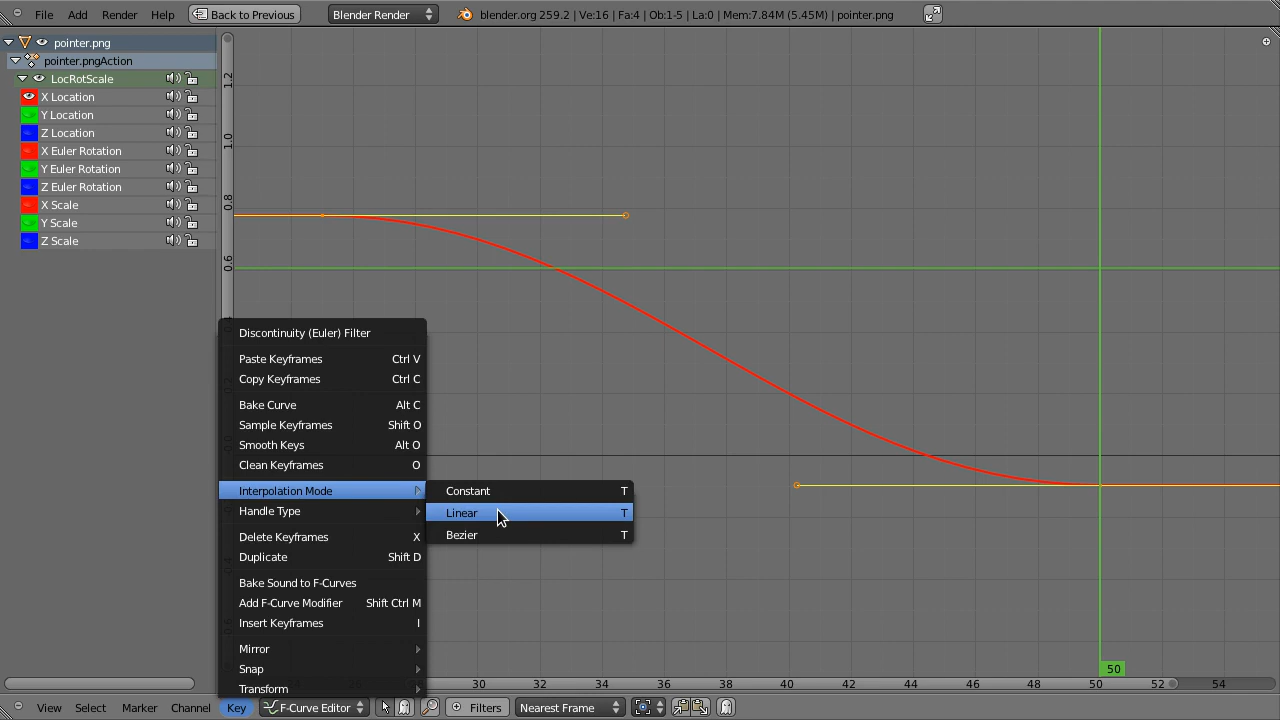 File Add Render Help Back to Previous Blender Render blender.org 259.2 | Ve:16 | Fa:4 | Ob:1-5 | La:0 | Mem:7.84M (5.45M) | pointer.png
pointer.png
pointer.pngAction
LocRotScale
X Location
Y Location
Z Location
X Euler Rotation
Y Euler Rotation
Z Euler Rotation
X Scale
Y Scale
Z Scale
1.2
1.0
0.8
0.6
Discontinuity (Euler) Filter
Paste Keyframes Ctrl V
Copy Keyframes Ctrl C
Bake Curve Alt C
Sample Keyframes Shift O
Smooth Keys Alt O
Clean Keyframes O
Interpolation Mode
Handle Type
Delete Keyframes X
Duplicate Shift D
Bake Sound to F-Curves
Add F-Curve Modifier Shift Ctrl M
Insert Keyframes I
Mirror
Snap
Transform
Constant T
Linear T
Bezier T
50
30 32 34 36 38 40 42 44 46 48 50 52 54
View Select Marker Channel Key F-Curve Editor Filters Nearest Frame